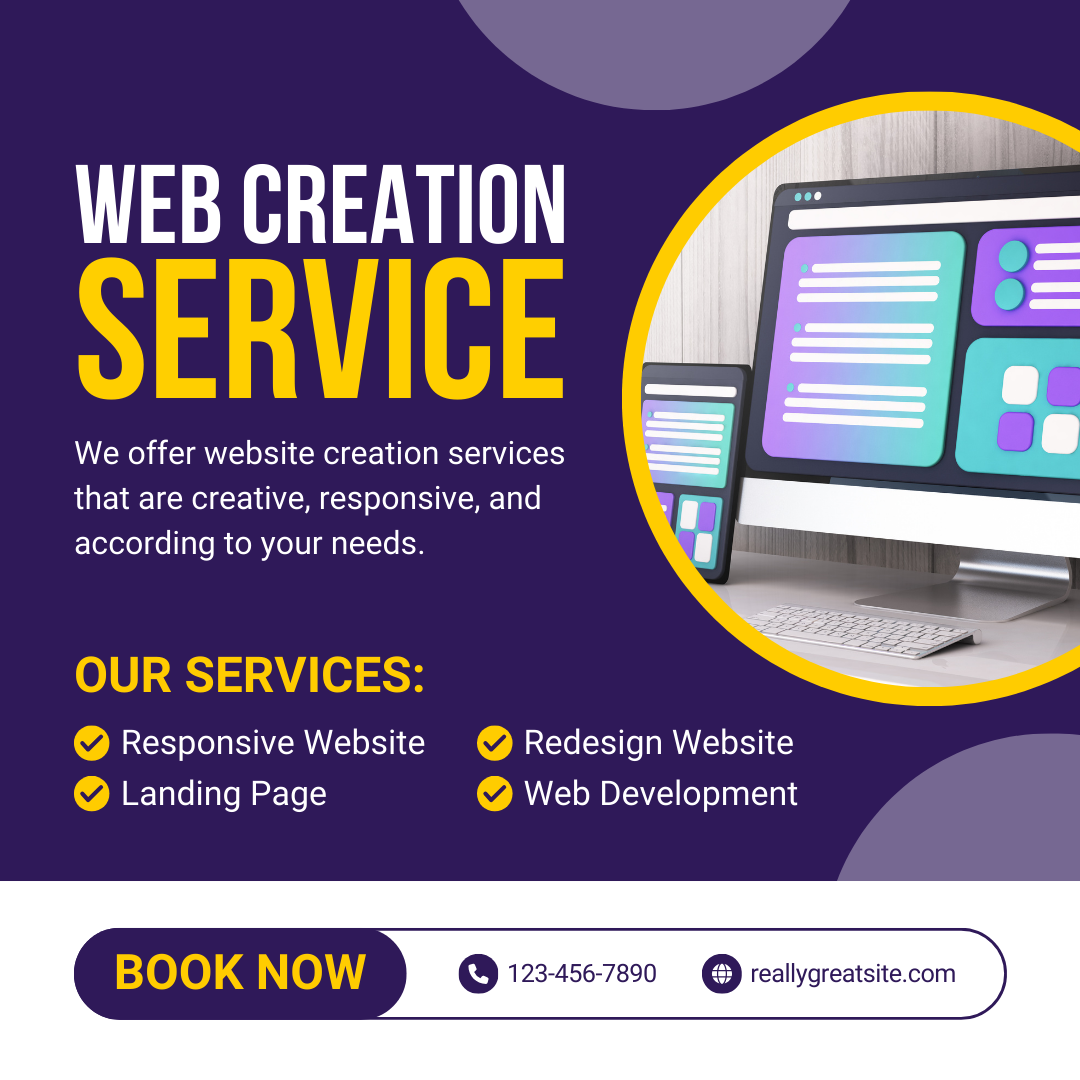 WEB CREATION
SERVICE
We offer website creation services
that are creative, responsive, and
according to your needs.
OUR SERVICES:
Responsive Website
Landing Page
Redesign Website
Web Development
BOOK NOW
123-456-7890
reallygreatsite.com